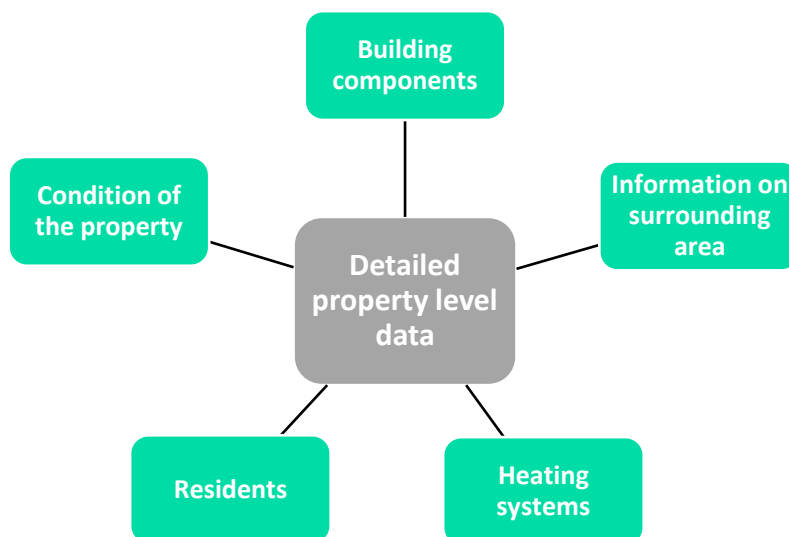 Building
components
Condition of
the property
Information on
surrounding
area
Detailed
property level
data
Residents
Heating
systems